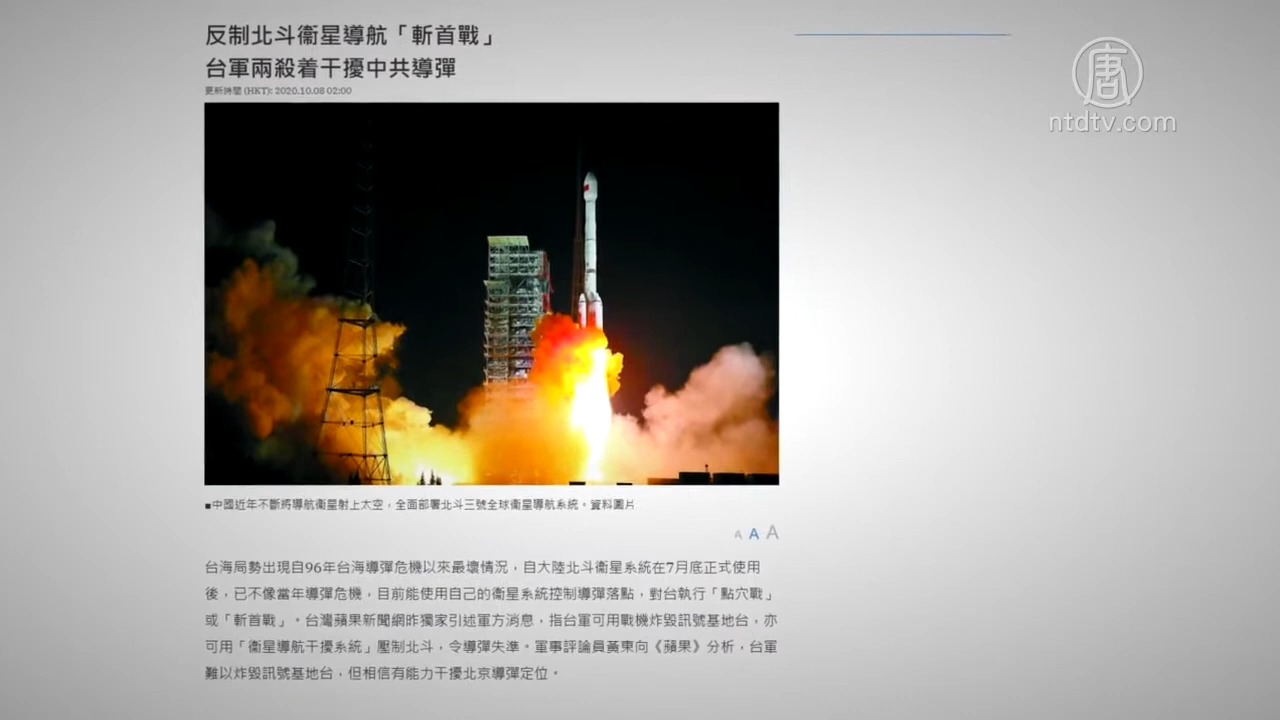 反制北斗衞星導航「斬首戰」
台軍兩殺着干擾中共導彈
更新時間 (HKT): 2020.10.08 02:00
唐
ntdtv.com
■中國近年不斷將導航衞星射上太空，全面部署北斗三號全球衞星導航系統。資料圖片
A A A
台海局勢出現自96年台海導彈危機以來最壞情況，自大陸北斗衞星系統在7月底正式使用
後，已不像當年導彈危機，目前能使用自己的衞星系統控制導彈落點，對台執行「點穴戰」
或「斬首戰」。台灣蘋果新聞網昨獨家引述軍方消息，指台軍可用戰機炸毀訊號基地台，亦
可用「衞星導航干擾系統」壓制北斗，令導彈失準。軍事評論員黃東向《蘋果》分析，台軍
難以炸毀訊號基地台，但相信有能力干擾北京導彈定位。